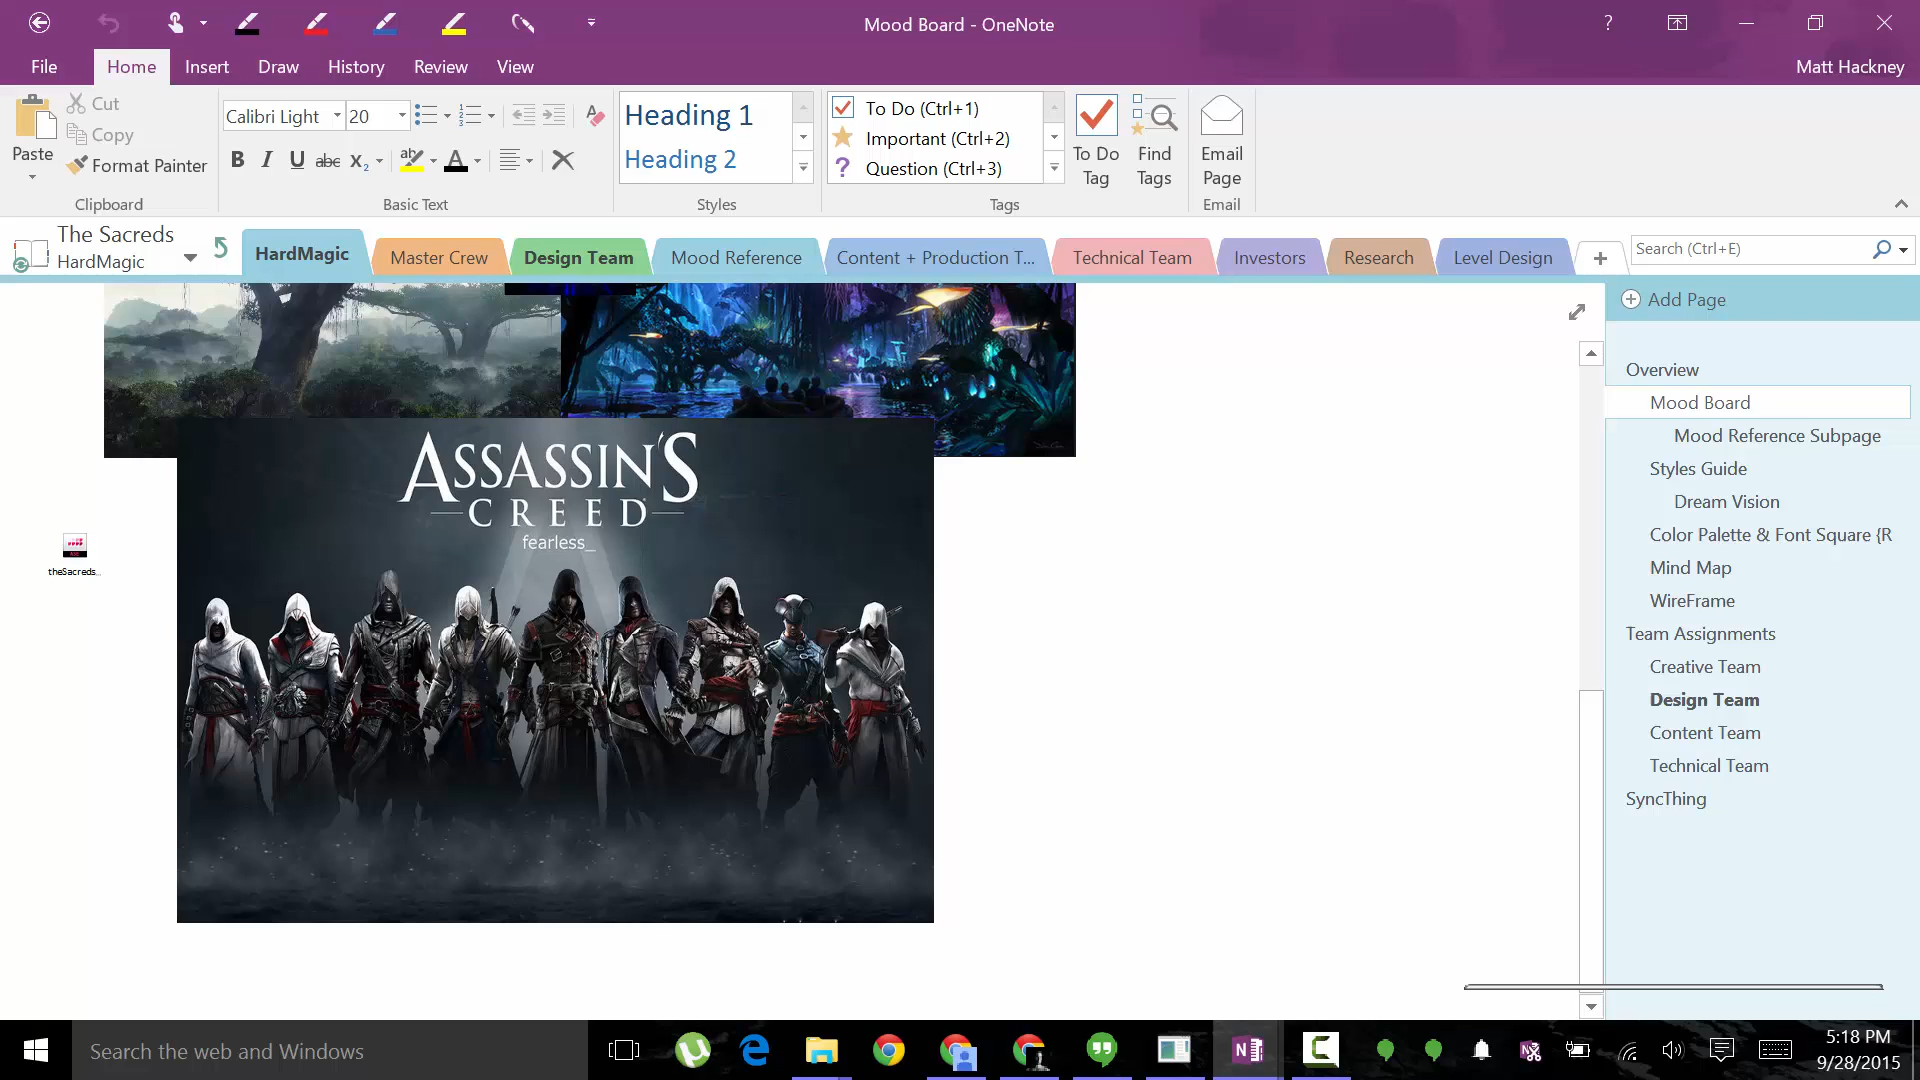 Mood Board - OneNote
?
File
Home
Insert
Draw
History
Review
View
Matt Hackney
Paste
Cut
Copy
Format Painter
Clipboard
Calibri Light
20
B I U abc X₂
A
Basic Text
Heading 1
Heading 2
Styles
To Do (Ctrl+1)
Important (Ctrl+2)
? Question (Ctrl+3)
To Do
Tag
Find
Tags
Tags
Email
Page
Email
The Sacreds
HardMagic
HardMagic
Master Crew
Design Team
Mood Reference
Content + Production T...
Technical Team
Investors
Research
Level Design
Search (Ctrl+E)
Add Page
Overview
Mood Board
Mood Reference Subpage
Styles Guide
Dream Vision
Color Palette & Font Square {R
Mind Map
WireFrame
Team Assignments
Creative Team
Design Team
Content Team
Technical Team
SyncThing
ASSASSIN'S
CREED
fearless_
theSacreds...
Search the web and Windows
5:18 PM
9/28/2015